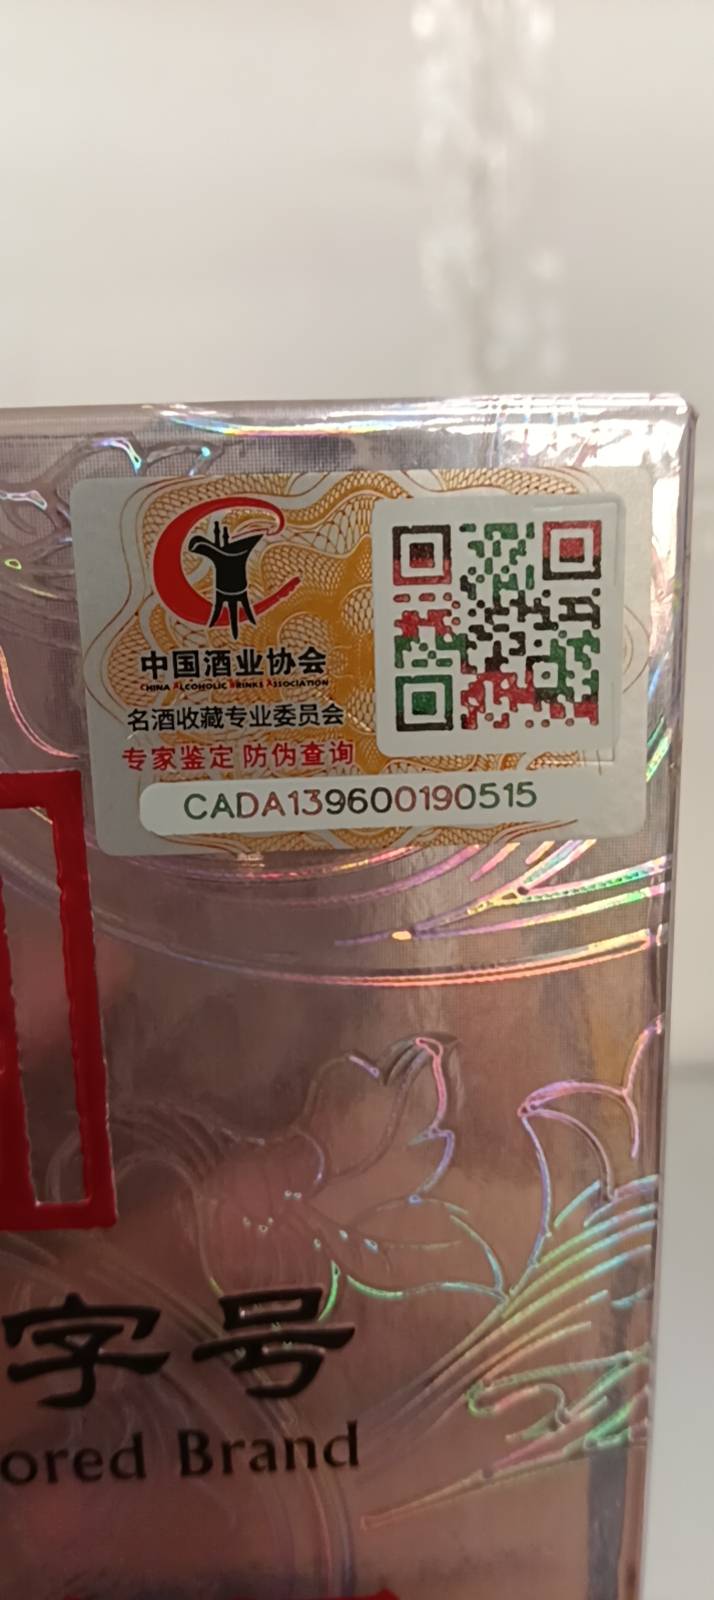 中国酒业协会
CHINA ALCOHOLIC DRINKS ASSOCIATION
名酒收藏专业委员会
专家鉴定 防伪查询
CADA139600190515
字号
ored Brand